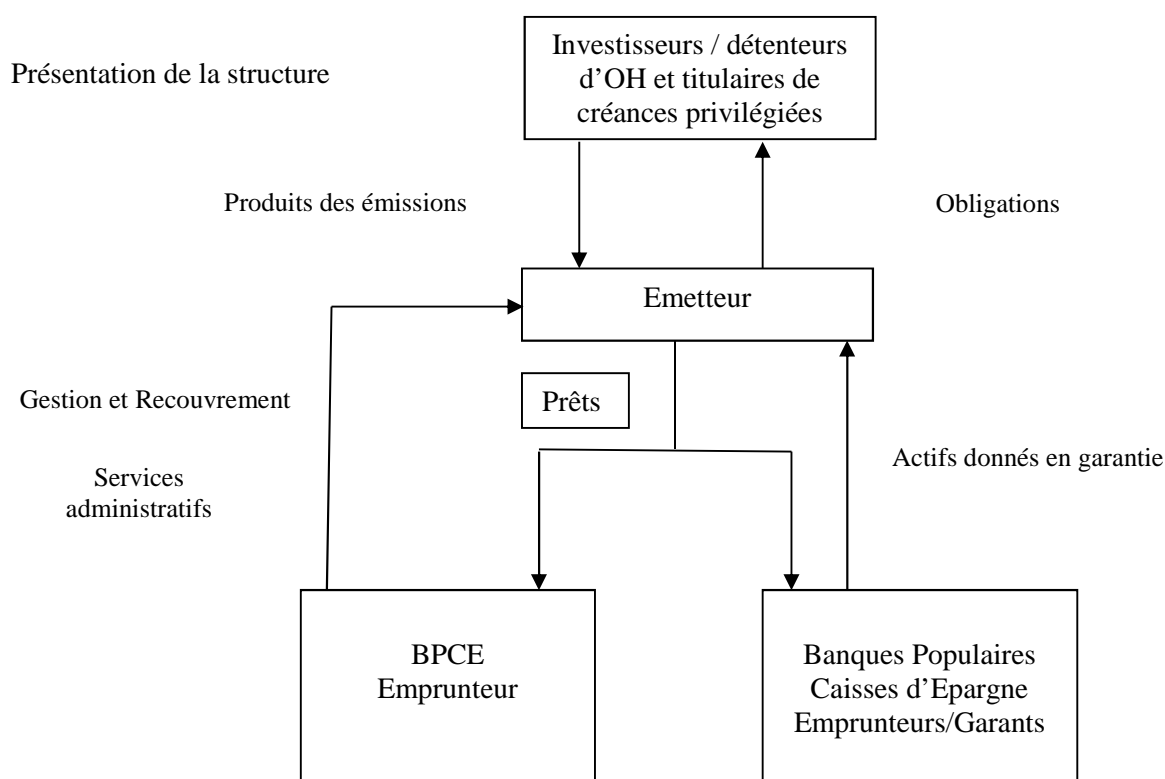 Investisseurs / détenteurs
d’OH et titulaires de
créances privilégiées
Présentation de la structure
Produits des émissions
Obligations
Emetteur
Gestion et Recouvrement
Prêts
Services
administratifs
Actifs donnés en garantie
BPCE
Emprunteur
Banques Populaires
Caisses d’Epargne
Emprunteurs/Garants